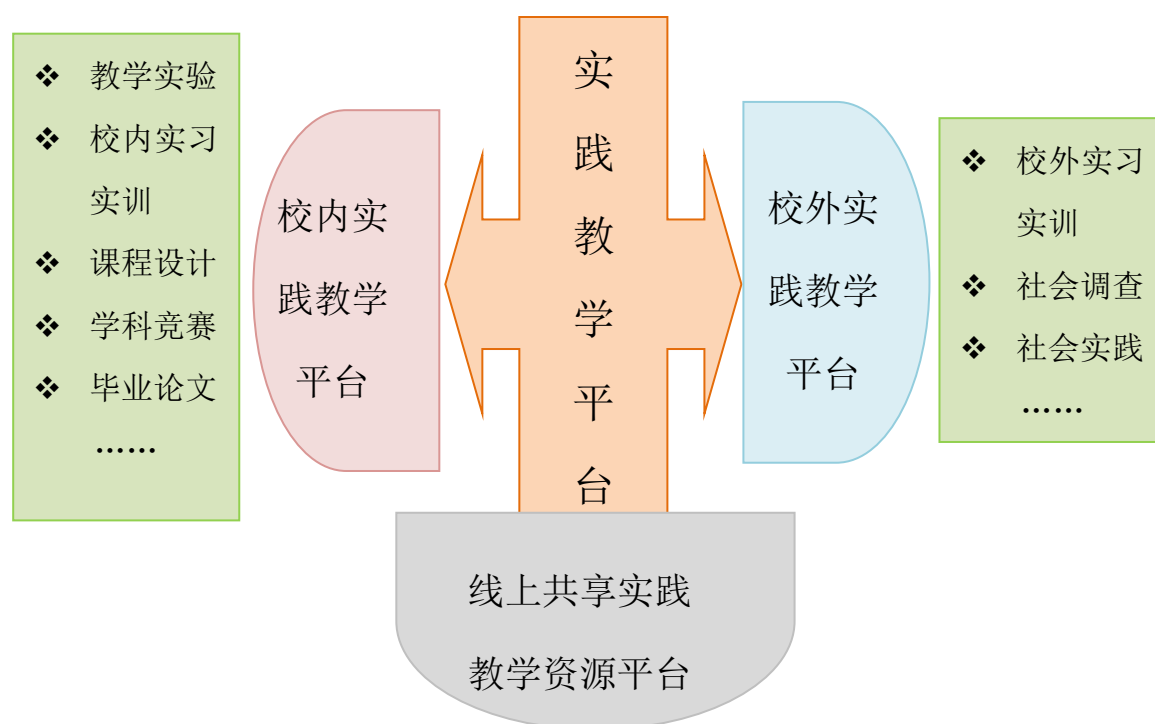 ❖ 教学实验
❖ 校内实习
实训
❖ 课程设计
❖ 学科竞赛
❖ 毕业论文
……
校内实
践教学
平台
实
践
教
学
平
台
校外实
践教学
平台
❖ 校外实习
实训
❖ 社会调查
❖ 社会实践
……
线上共享实践
教学资源平台